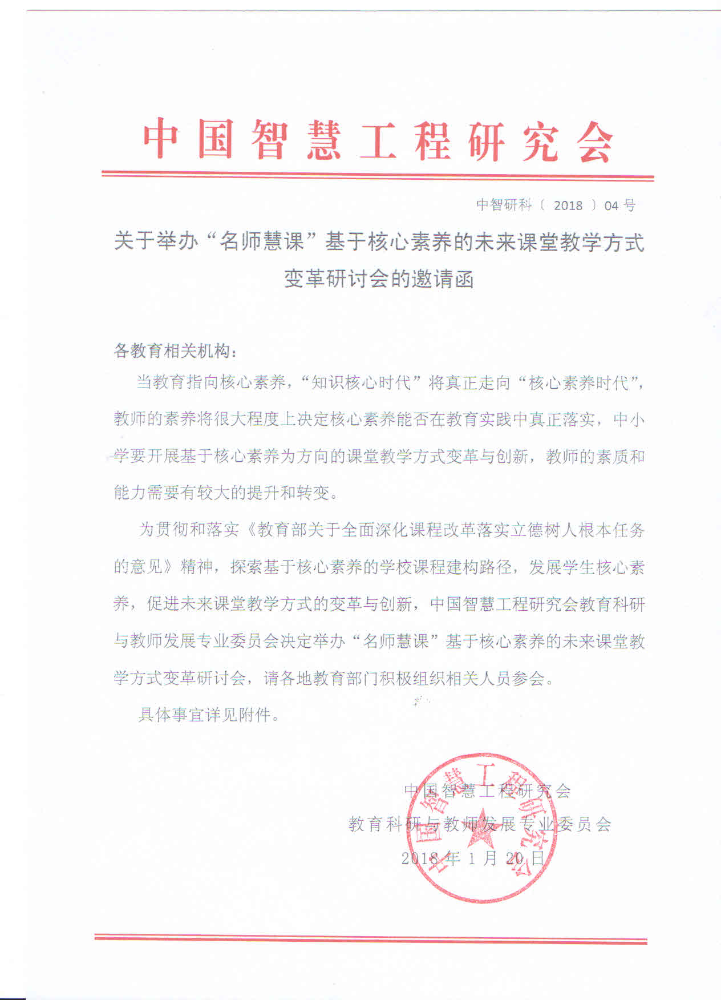 中国智慧工程研究会
中智研科〔 2018 〕04 号
关于举办“名师慧课”基于核心素养的未来课堂教学方式
变革研讨会的邀请函
各教育相关机构：
当教育指向核心素养，“知识核心时代”将真正走向“核心素养时代”，
教师的素养将很大程度上决定核心素养能否在教育实践中真正落实，中小
学要开展基于核心素养为方向的课堂教学方式变革与创新，教师的素质和
能力需要有较大的提升和转变。
为贯彻和落实《教育部关于全面深化课程改革落实立德树人根本任务
的意见》精神，探索基于核心素养的学校课程建构路径，发展学生核心素
养，促进未来课堂教学方式的变革与创新，中国智慧工程研究会教育科研
与教师发展专业委员会决定举办“名师慧课”基于核心素养的未来课堂教
学方式变革研讨会，请各地教育部门积极组织相关人员参会。
具体事宜详见附件。
中国智慧工程研究会
教育科研与教师发展专业委员会
2018 年 1 月 20 日
中国智慧工程研究会